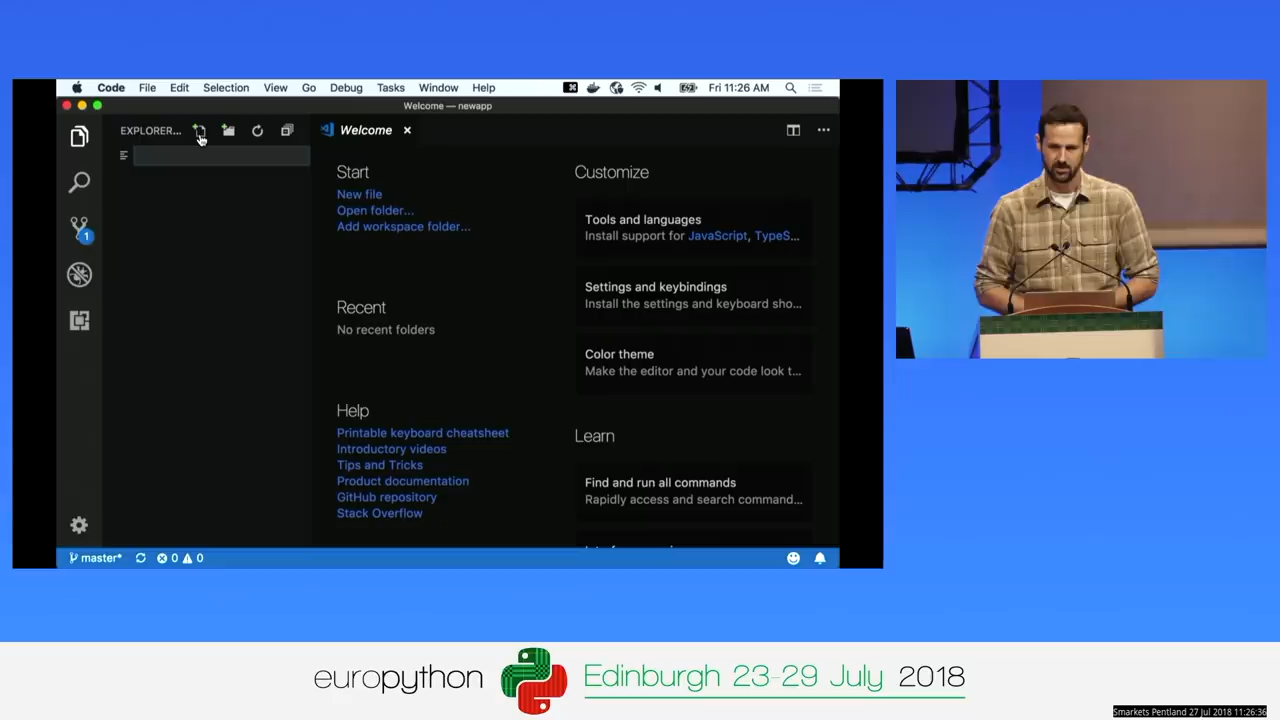 Code File Edit Selection View Go Debug Tasks Window Help Fri 11:26 AM
Welcome — newapp
EXPLORER...
Welcome
Start
New file
Open folder...
Add workspace folder...
Recent
No recent folders
Help
Printable keyboard cheatsheet
Introductory videos
Tips and Tricks
Product documentation
GitHub repository
Stack Overflow
Customize
Tools and languages
Install support for JavaScript, TypeS...
Settings and keybindings
Install the settings and keyboard sho...
Color theme
Make the editor and your code look t...
Learn
Find and run all commands
Rapidly access and search command...
1
master* 0 0
europython Edinburgh 23-29 July 2018
Smarkets Pentland 27 Jul 2018 11:26:36